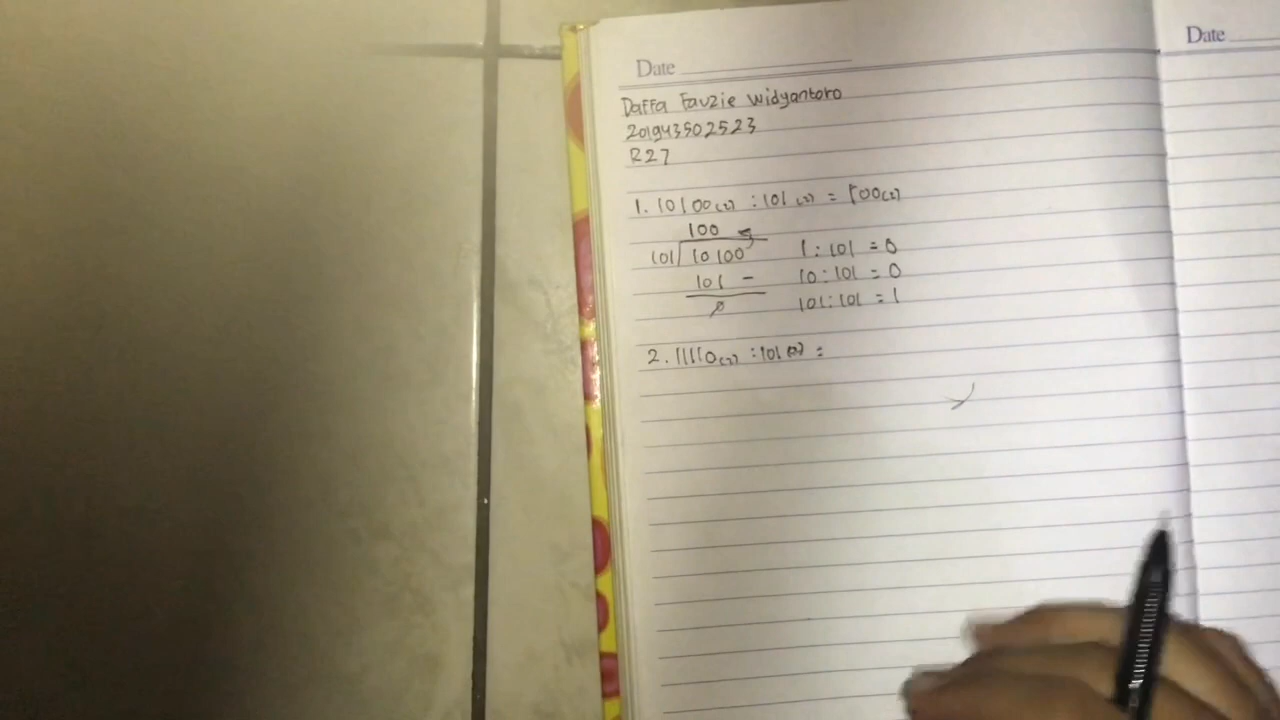 Date
Date
Daffa Fauzie Widyantoro
201943502523
R27
1. 10100(2) : 101(2) = 100(2)
100
101 10100 1 : 101 = 0
101 - 10 : 101 = 0
0 101 : 101 = 1
2. 11110(2) : 101(2) =